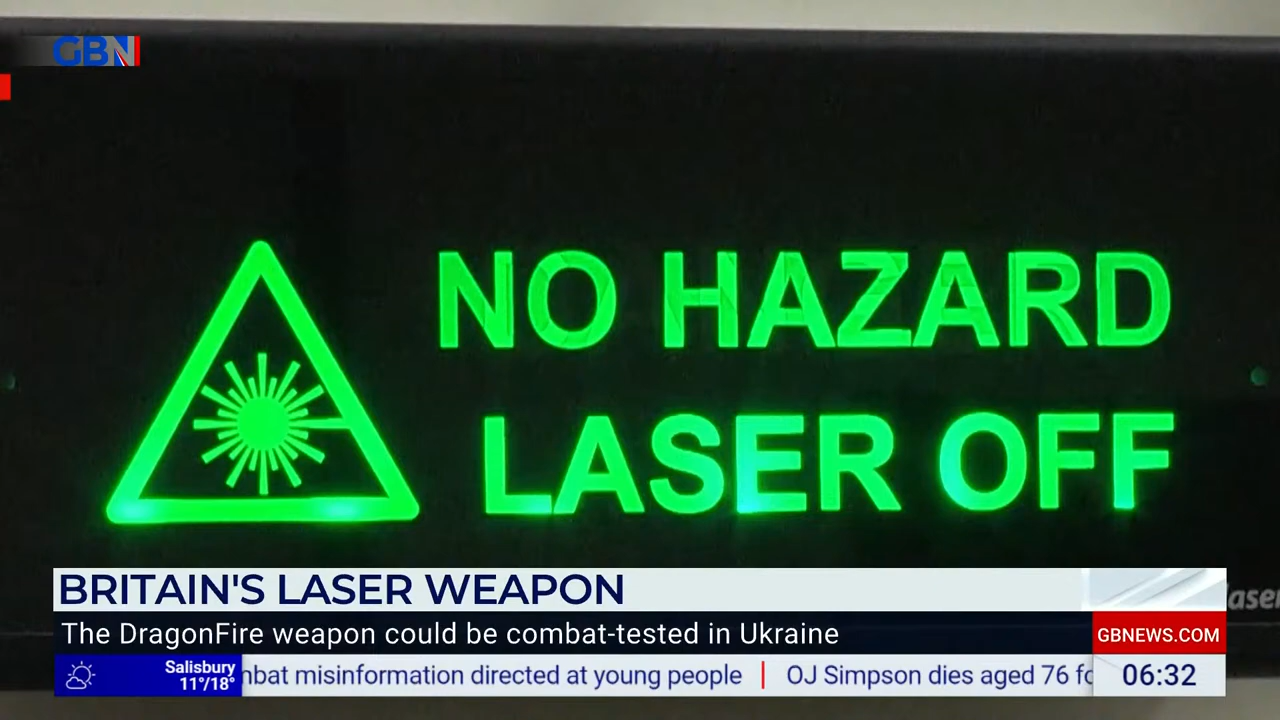 GBN
NO HAZARD
LASER OFF
BRITAIN'S LASER WEAPON
The DragonFire weapon could be combat-tested in Ukraine
GBNEWS.COM
Salisbury
11°/18°
misinformation directed at young people | OJ Simpson dies aged 76
06:32